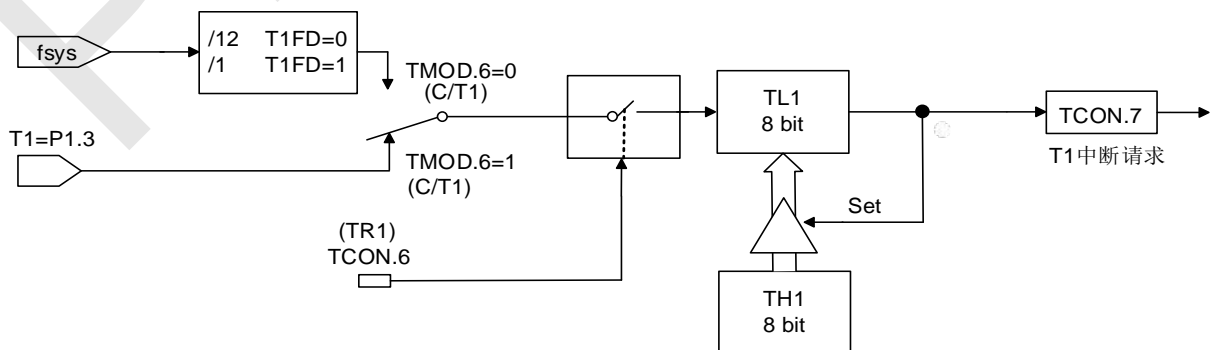 fsys
/12 T1FD=0
/1 T1FD=1
TMOD.6=0
(C/T1)
T1=P1.3
TMOD.6=1
(C/T1)
(TR1)
TCON.6
TL1
8 bit
TCON.7
T1中断请求
Set
TH1
8 bit